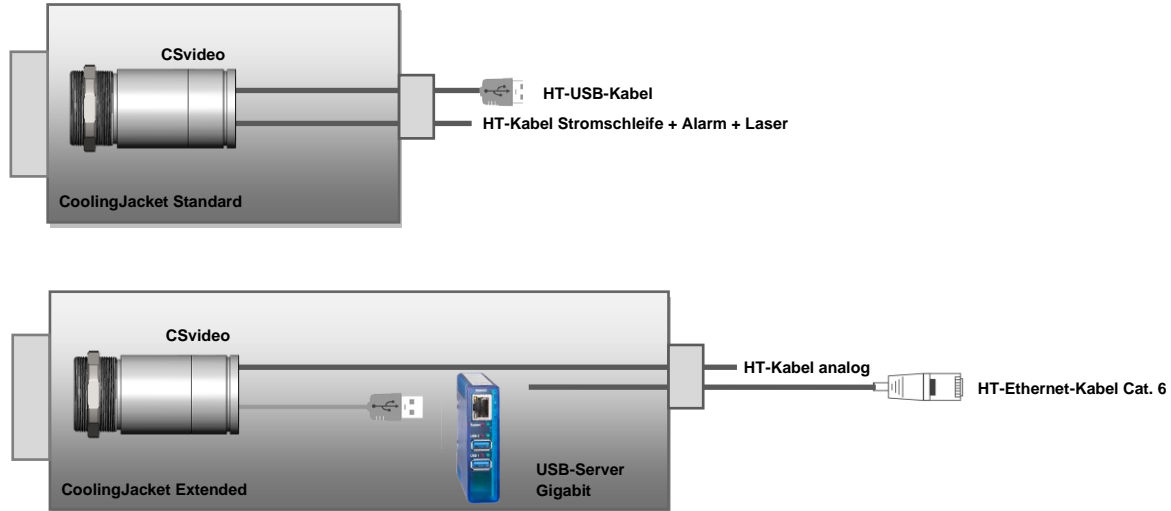 CSvideo
HT-USB-Kabel
HT-Kabel Stromschleife + Alarm + Laser
CoolingJacket Standard
CSvideo
HT-Kabel analog
HT-Ethernet-Kabel Cat. 6
USB-Server
Gigabit
CoolingJacket Extended